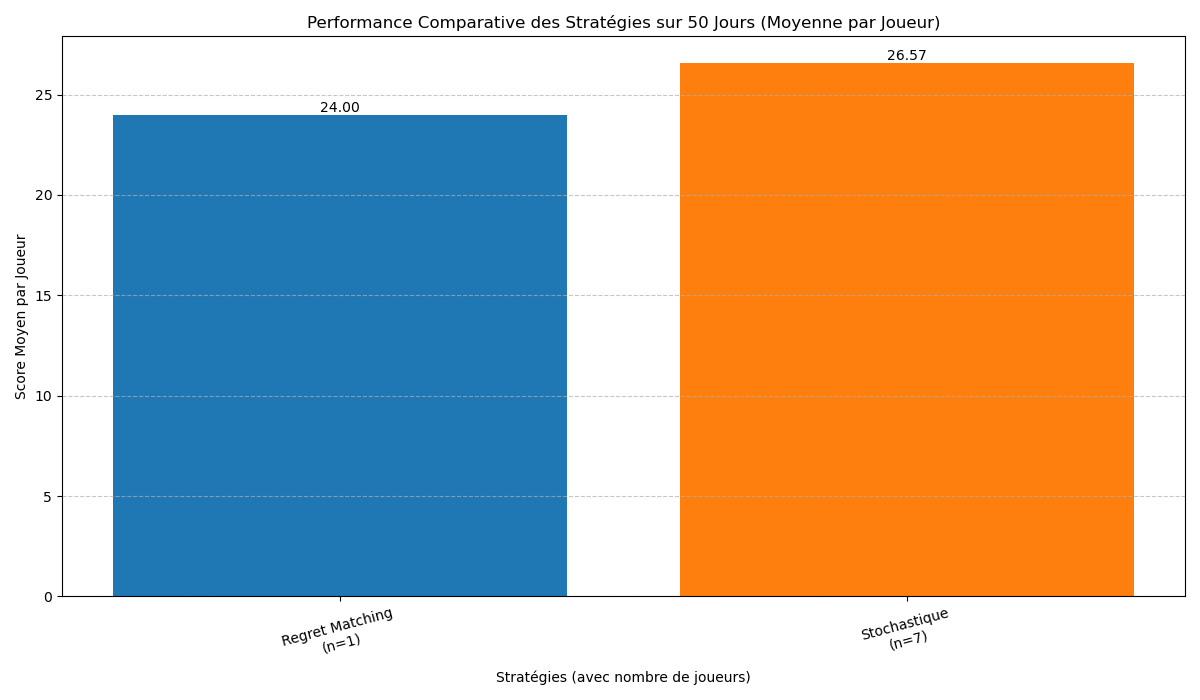 Performance Comparative des Stratégies sur 50 Jours (Moyenne par Joueur)
Score Moyen par Joueur
25
20
15
10
5
0
24.00
26.57
Regret Matching
(n=1)
Stochastique
(n=7)
Stratégies (avec nombre de joueurs)